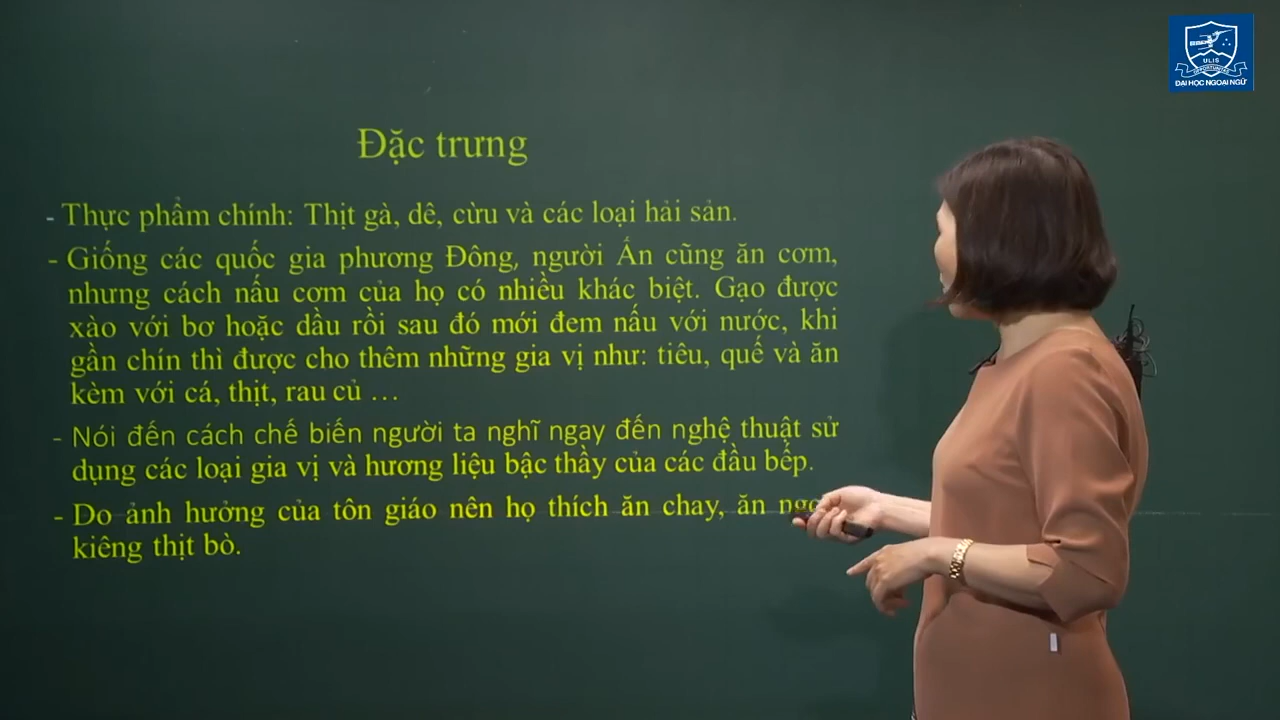 ULIS
ĐẠI HỌC NGOẠI NGỮ
Đặc trưng
- Thực phẩm chính: Thịt gà, dê, cừu và các loại hải sản.
- Giống các quốc gia phương Đông, người Ấn cũng ăn cơm,
nhưng cách nấu cơm của họ có nhiều khác biệt. Gạo được
xào với bơ hoặc dầu rồi sau đó mới đem nấu với nước, khi
gần chín thì được cho thêm những gia vị như: tiêu, quế và ăn
kèm với cá, thịt, rau củ …
- Nói đến cách chế biến người ta nghĩ ngay đến nghệ thuật sử
dụng các loại gia vị và hương liệu bậc thầy của các đầu bếp.
- Do ảnh hưởng của tôn giáo nên họ thích ăn chay, ăn
kiêng thịt bò.